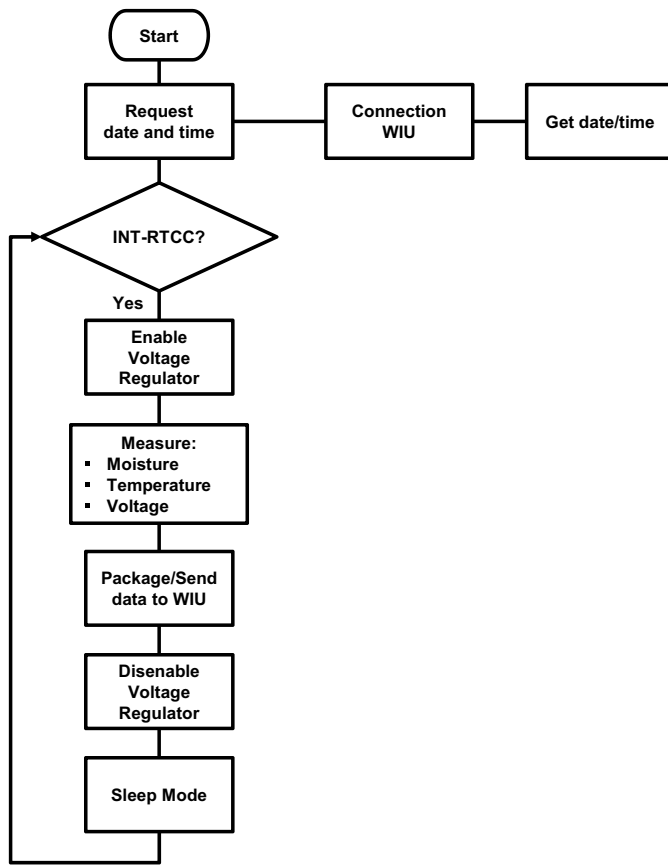 Start
Request
date and time
Connection
WIU
Get date/time
INT-RTCC?
Yes
Enable
Voltage
Regulator
Measure:
▪ Moisture
▪ Temperature
▪ Voltage
Package/Send
data to WIU
Disenable
Voltage
Regulator
Sleep Mode